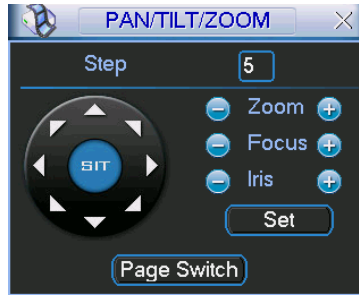 PAN/TILT/ZOOM
Step 5
Zoom
Focus
SIT
Iris
Set
Page Switch